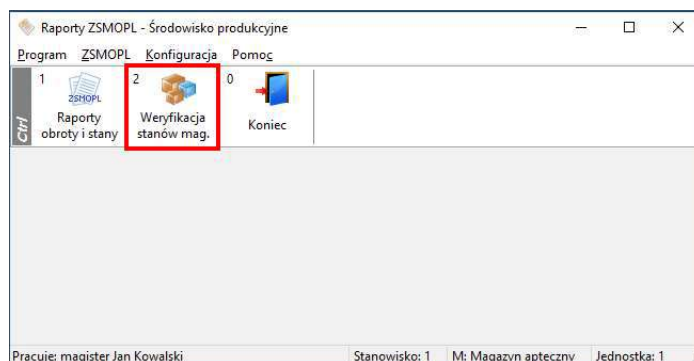 Raporty ZSMOPL - Środowisko produkcyjne
Program ZSMOPL Konfiguracja Pomoc
1 2 0
ZSMOPL
Raporty Weryfikacja Koniec
obroty i stany stanów mag.
Ctrl
Pracuje: magister Jan Kowalski Stanowisko: 1 M: Magazyn apteczny Jednostka: 1